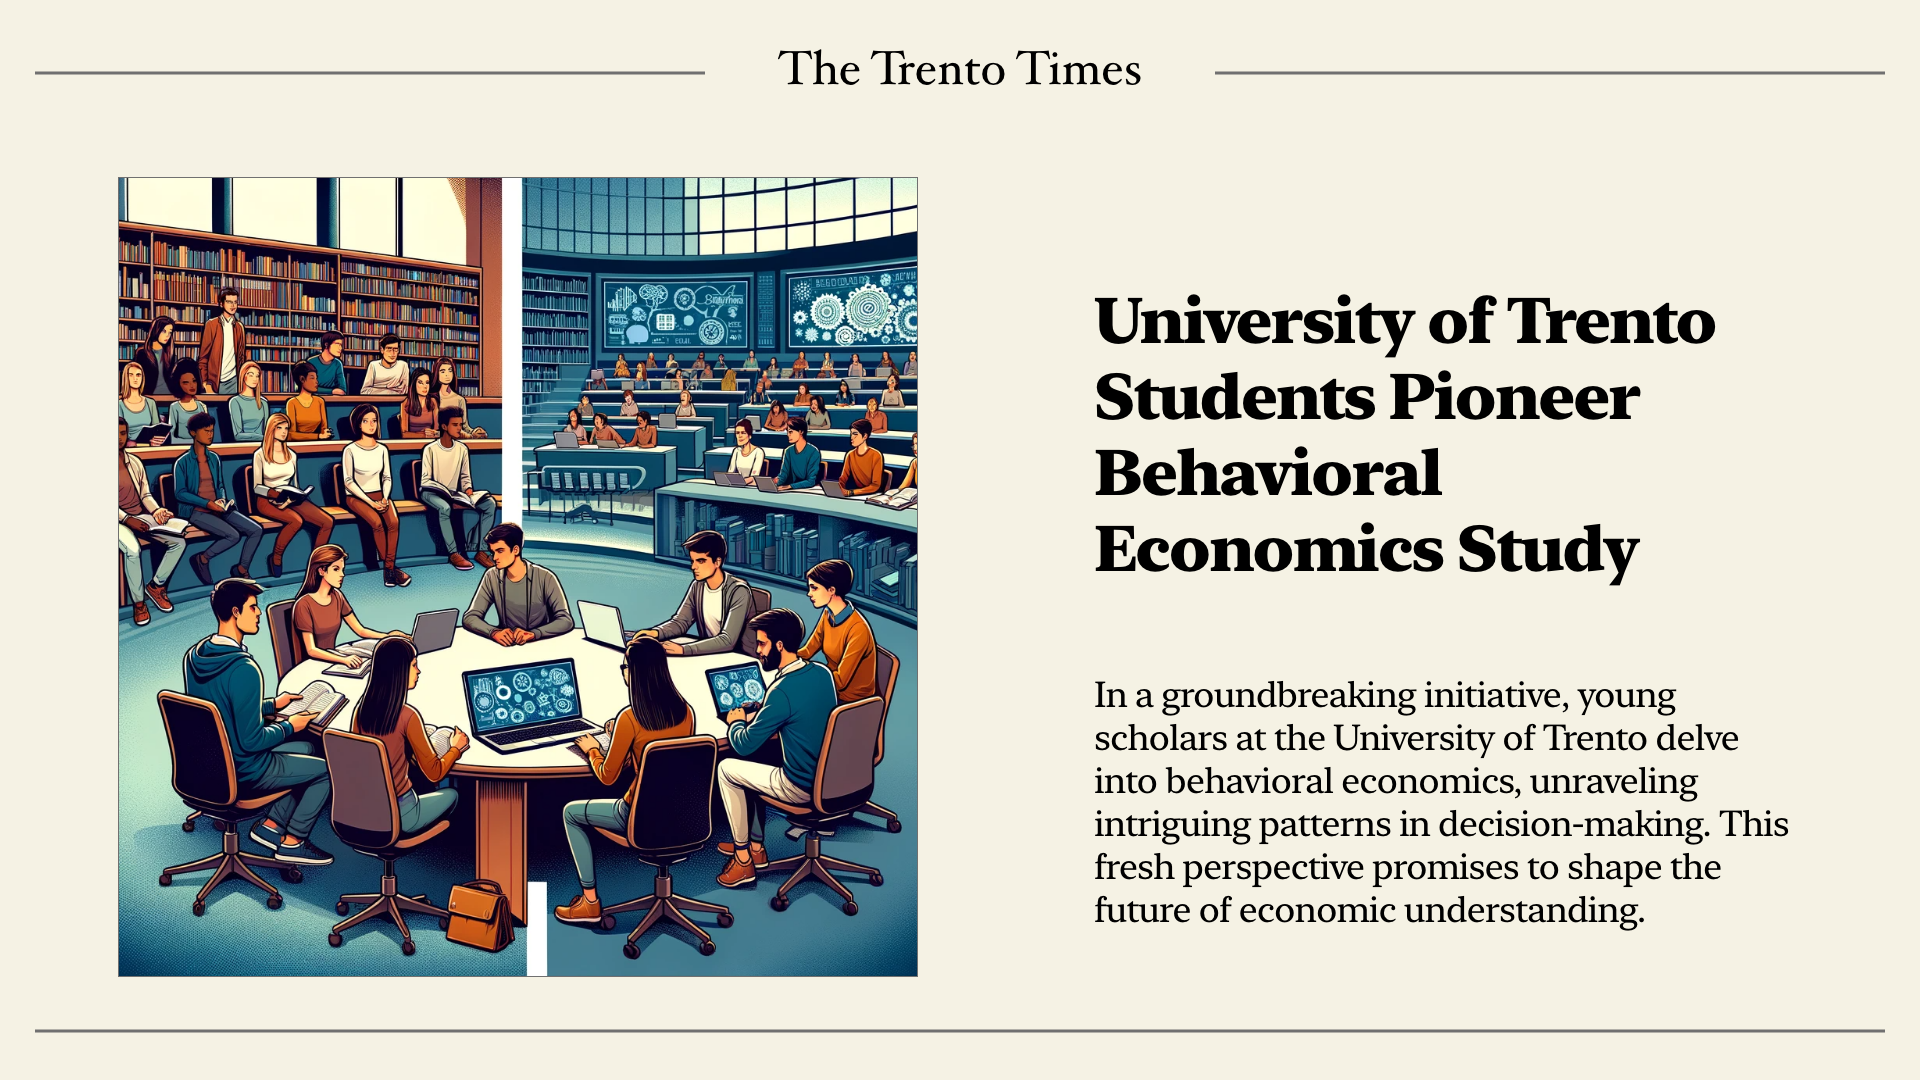 The Trento Times
University of Trento
Students Pioneer
Behavioral
Economics Study
In a groundbreaking initiative, young
scholars at the University of Trento delve
into behavioral economics, unraveling
intriguing patterns in decision-making. This
fresh perspective promises to shape the
future of economic understanding.